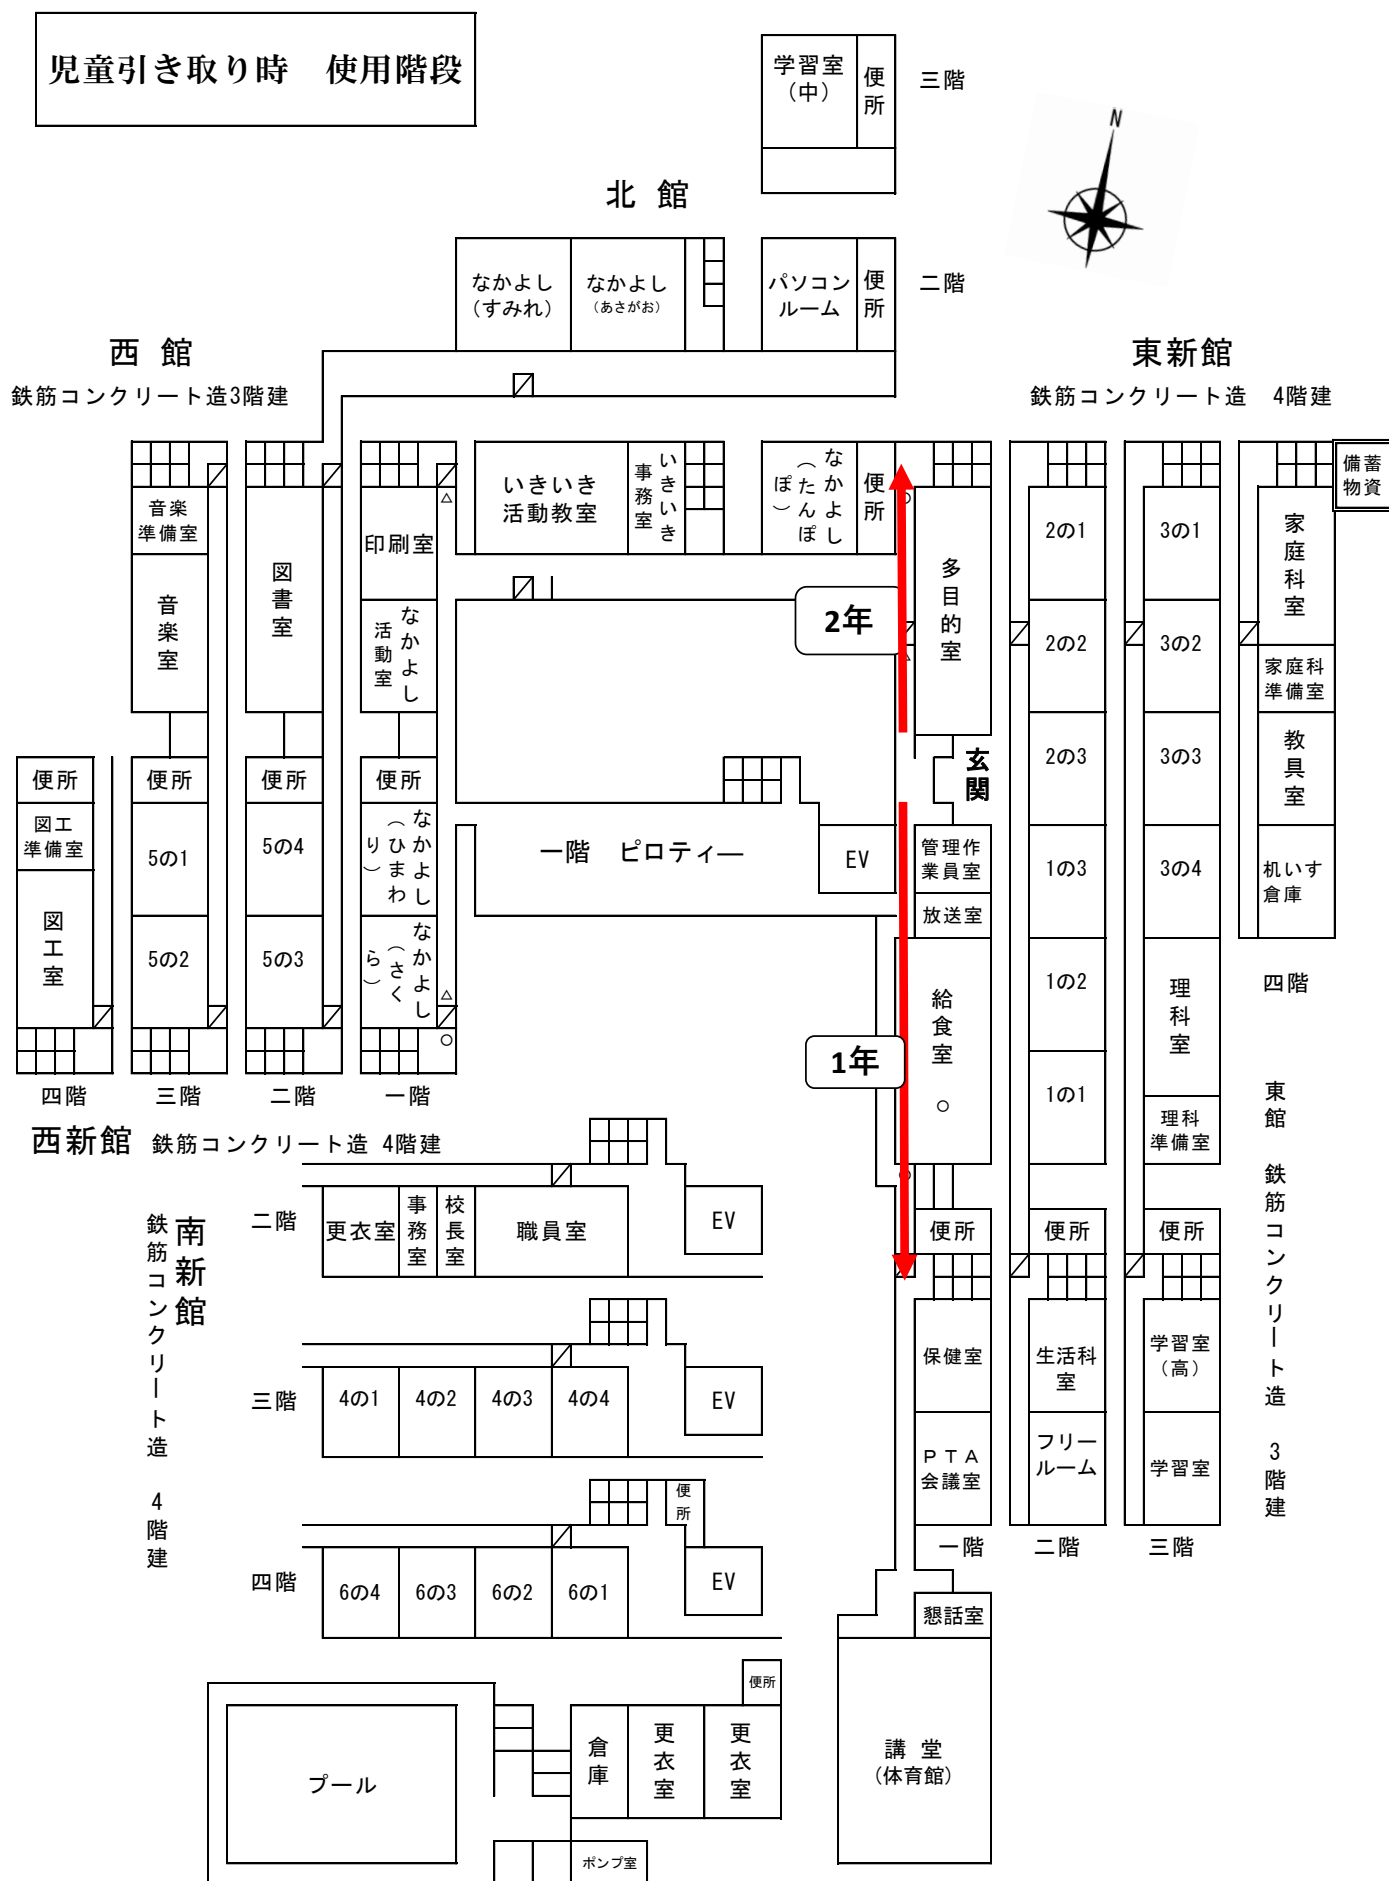 児童引き取り時　使用階段
学習室
（中）
便所
三階
N
北 館
なかよし
（すみれ）
なかよし
（あさがお）
パソコン
ルーム
便所
二階
西 館
鉄筋コンクリート造3階建
東新館
鉄筋コンクリート造　4階建
音楽
準備室
音楽室
図書室
印刷室
なかよし
活動室
いきいき
活動教室
いきいき
事務室
なかよし
（たんぽ
ぽ）
便所
多目的室
2の1
3の1
家庭科室
備蓄
物資
2年
2の2
3の2
家庭科
準備室
2の3
3の3
教具室
玄関
便所
便所
便所
便所
図工
準備室
5の1
5の4
なかよし
（ひまわ
り）
一階　ピロティー
EV
管理作
業員室
1の3
3の4
机いす
倉庫
放送室
図工室
5の2
5の3
なかよし
（さく
ら）
給食室
1の2
理科室
四階
1年
1の1
理科
準備室
四階
三階
二階
一階
西新館 鉄筋コンクリート造 4階建
東館　鉄筋コンクリート造　3階建
南新館
鉄筋コンクリート造　4階建
二階
更衣室
事務室
校長室
職員室
EV
便所
便所
便所
三階
4の1
4の2
4の3
4の4
EV
保健室
生活科
室
学習室
（高）
ＰＴＡ
会議室
フリー
ルーム
学習室
便所
一階
二階
三階
四階
6の4
6の3
6の2
6の1
EV
懇話室
便所
プール
倉庫
更衣室
更衣室
講 堂
（体育館）
ポンプ室